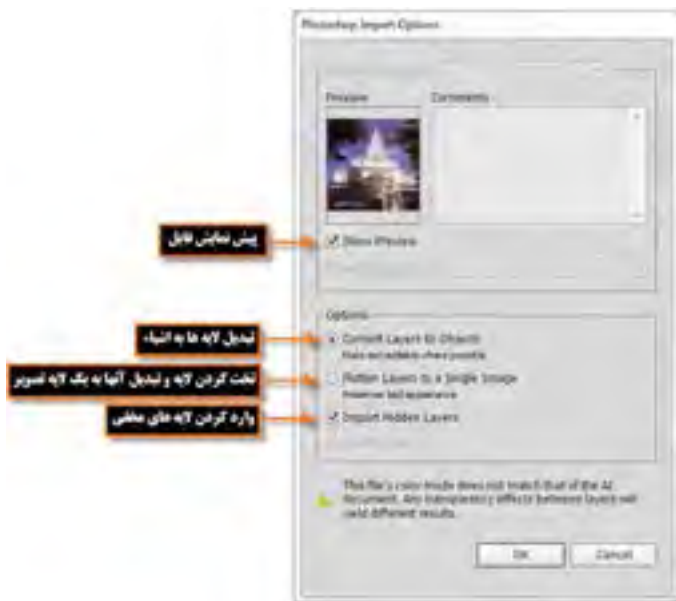 Photoshop Import Options
Preview
Comments
پیش نمایش فایل
Show Preview
Options
تبدیل لایه ها به اشیاء
Convert Layers to Objects
Make text editable where possible
تخت کردن لایه و تبدیل آنها به یک لایه تصویر
Flatten Layers to a Single Image
Preserves text appearance
وارد کردن لایه های مخفی
Import Hidden Layers
This file's color mode does not match that of the AI
document. Any transparency effects between layers will
yield different results.
OK
Cancel